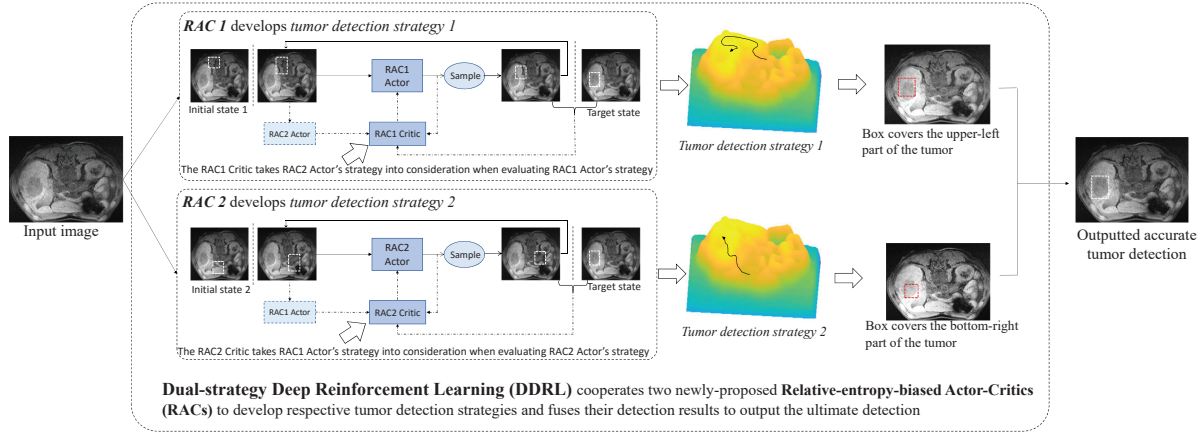 RAC 1 develops tumor detection strategy 1
RAC1
Actor
Sample
Initial state 1
Target state
RAC2 Actor
RAC1 Critic
The RAC1 Critic takes RAC2 Actor's strategy into consideration when evaluating RAC1 Actor's strategy
Tumor detection strategy 1
Box covers the upper-left
part of the tumor
Input image
RAC 2 develops tumor detection strategy 2
RAC2
Actor
Sample
Initial state 2
Target state
RAC1 Actor
RAC2 Critic
The RAC2 Critic takes RAC1 Actor's strategy into consideration when evaluating RAC2 Actor's strategy
Tumor detection strategy 2
Box covers the bottom-right
part of the tumor
Outputted accurate
tumor detection
Dual-strategy Deep Reinforcement Learning (DDRL) cooperates two newly-proposed Relative-entropy-biased Actor-Critics
(RACs) to develop respective tumor detection strategies and fuses their detection results to output the ultimate detection